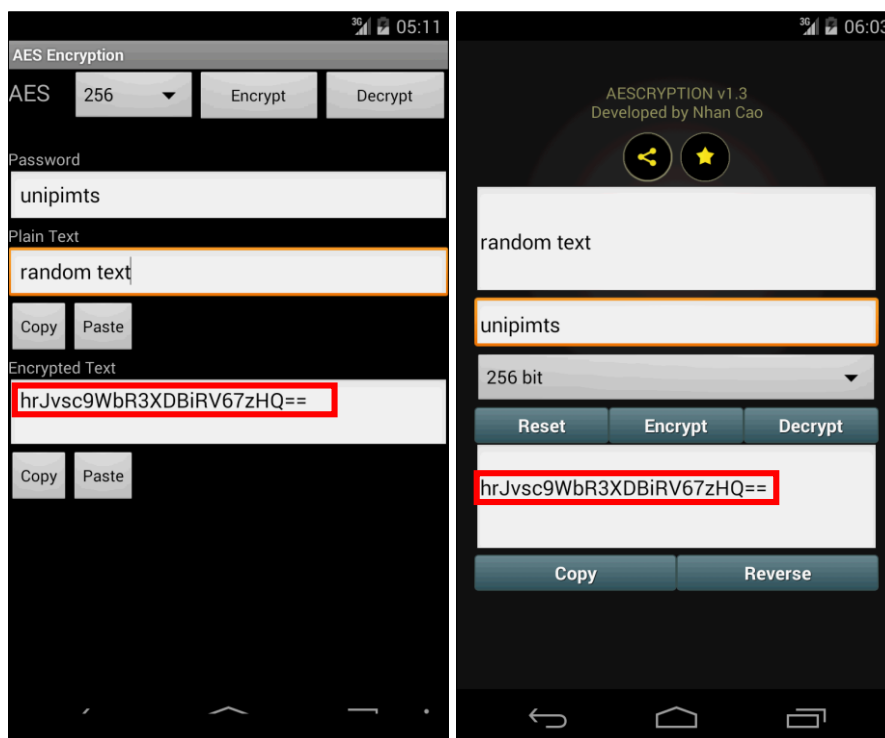 05:11
AES Encryption
AES 256 Encrypt Decrypt
Password
unipimts
Plain Text
random text
Copy Paste
Encrypted Text
hrJvsc9WbR3XDBiRV67zHQ==
Copy Paste
3G 06:03
AESCRYPTION v1.3
Developed by Nhan Cao
random text
unipimts
256 bit
Reset Encrypt Decrypt
hrJvsc9WbR3XDBiRV67zHQ==
Copy Reverse